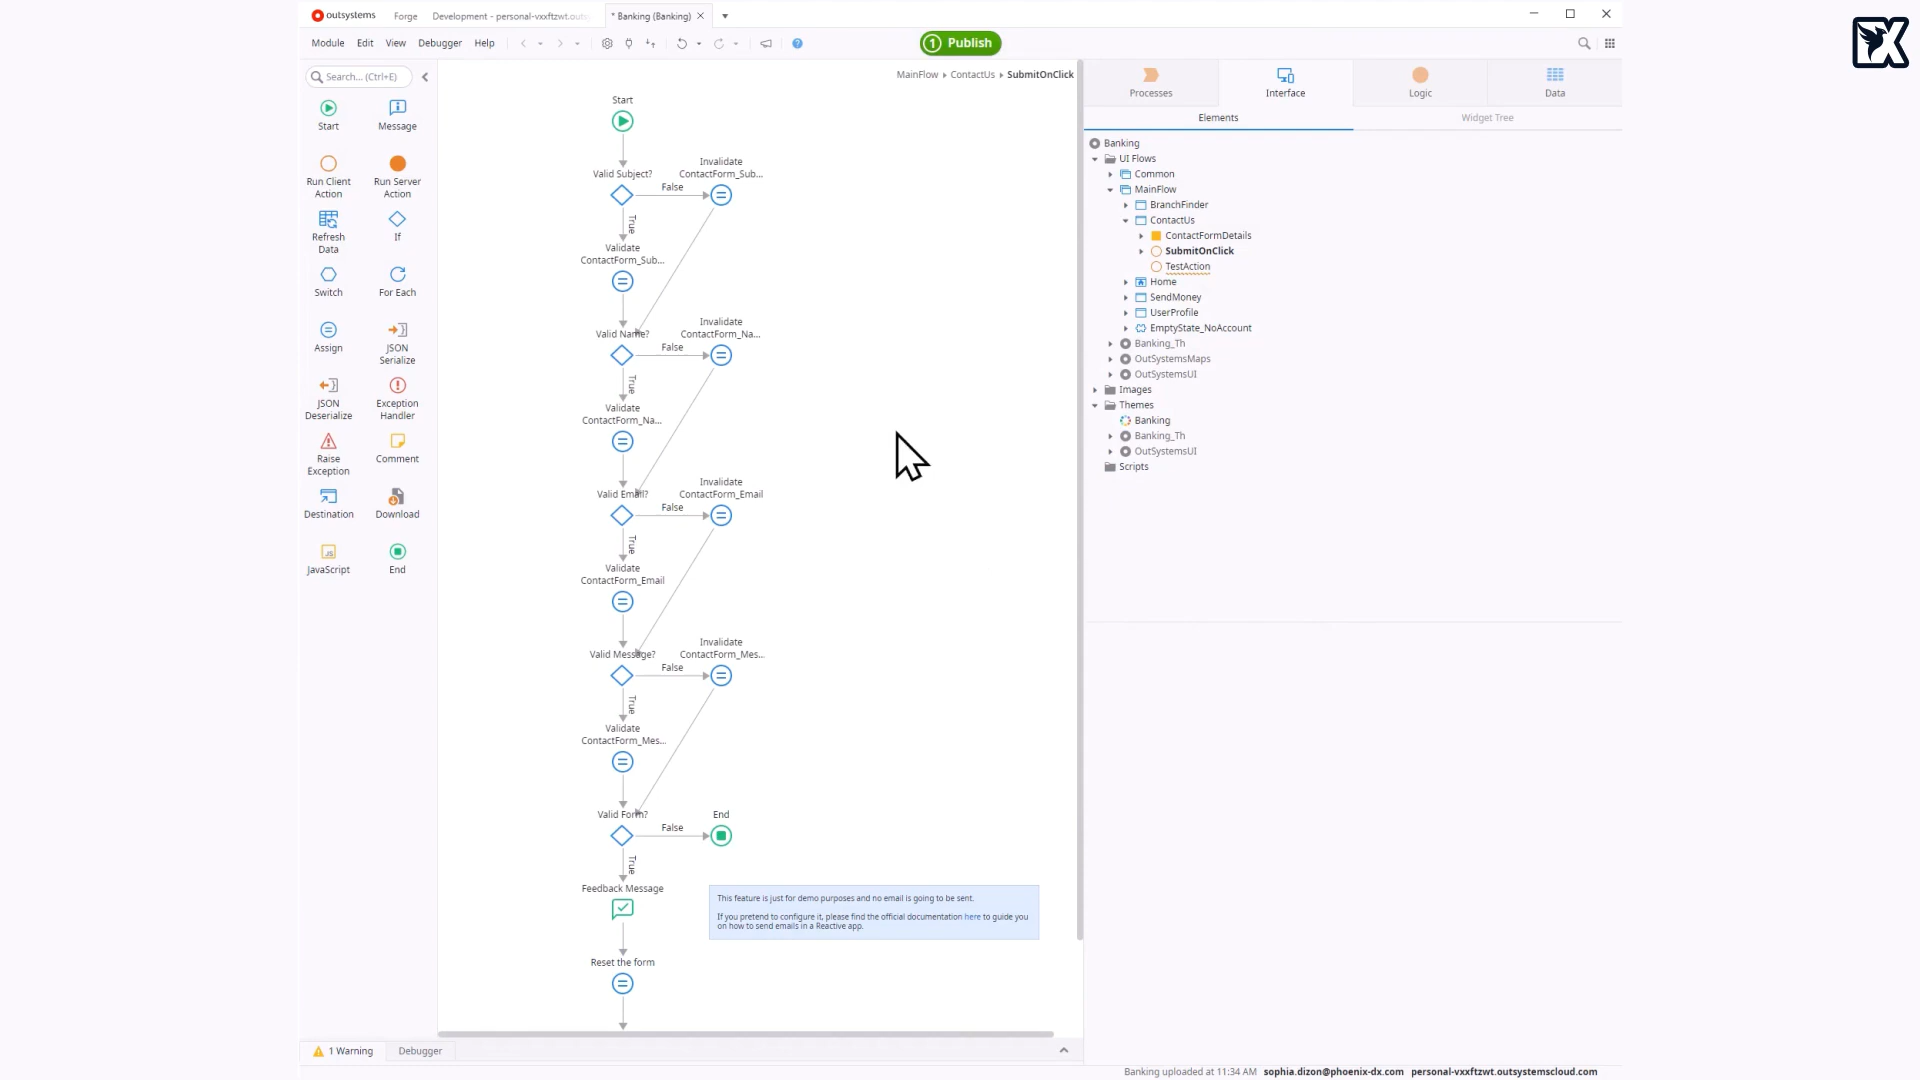 outsystems
Forge
Development - personal-vxxftzwt.outs
* Banking (Banking)
Module Edit View Debugger Help
1 Publish
Search... (Ctrl+E)
Start
Message
Run Client
Action
Run Server
Action
Refresh
Data
If
Switch
For Each
Assign
JSON
Serialize
JSON
Deserialize
Exception
Handler
Raise
Exception
Comment
Destination
Download
JS
JavaScript
End
MainFlow ▸ ContactUs ▸ SubmitOnClick
Start
Valid Subject?
False
Invalidate
ContactForm_Sub...
True
Validate
ContactForm_Sub...
Valid Name?
False
Invalidate
ContactForm_Na...
True
Validate
ContactForm_Na...
Valid Email?
False
Invalidate
ContactForm_Email
True
Validate
ContactForm_Email
Valid Message?
False
Invalidate
ContactForm_Mes...
True
Validate
ContactForm_Mes...
Valid Form?
False
End
True
Feedback Message
This feature is just for demo purposes and no email is going to be sent.
If you pretend to configure it, please find the official documentation here to guide you
on how to send emails in a Reactive app.
Reset the form
1 Warning
Debugger
Processes
Interface
Logic
Data
Elements
Widget Tree
Banking
UI Flows
Common
MainFlow
BranchFinder
ContactUs
ContactFormDetails
SubmitOnClick
TestAction
Home
SendMoney
UserProfile
EmptyState_NoAccount
Banking_Th
OutSystemsMaps
OutSystemsUI
Images
Themes
Banking
Banking_Th
OutSystemsUI
Scripts
Banking uploaded at 11:34 AM sophia.dizon@phoenix-dx.com personal-vxxftzwt.outsystemscloud.com